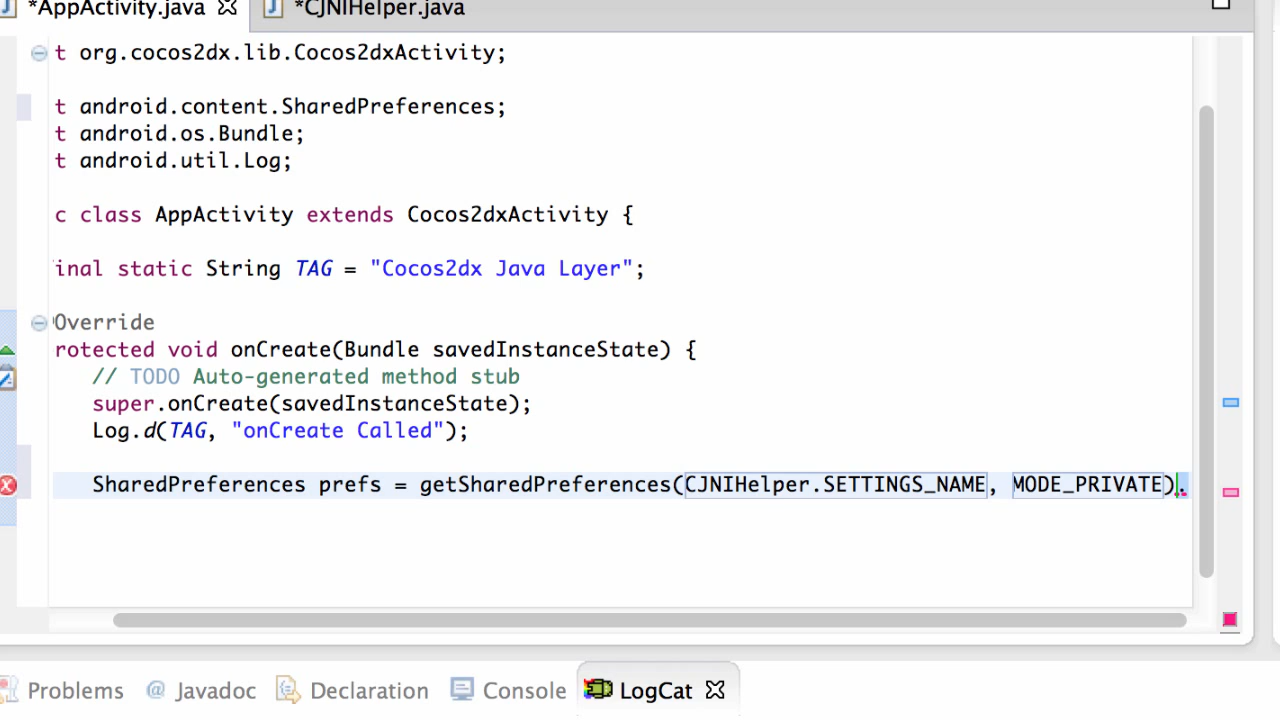 *AppActivity.java
*CJNIHelper.java
t org.cocos2dx.lib.Cocos2dxActivity;
t android.content.SharedPreferences;
t android.os.Bundle;
t android.util.Log;
c class AppActivity extends Cocos2dxActivity {
inal static String TAG = "Cocos2dx Java Layer";
Override
rotected void onCreate(Bundle savedInstanceState) {
// TODO Auto-generated method stub
super.onCreate(savedInstanceState);
Log.d(TAG, "onCreate Called");
SharedPreferences prefs = getSharedPreferences(CJNIHelper.SETTINGS_NAME, MODE_PRIVATE).
Problems @ Javadoc Declaration Console LogCat